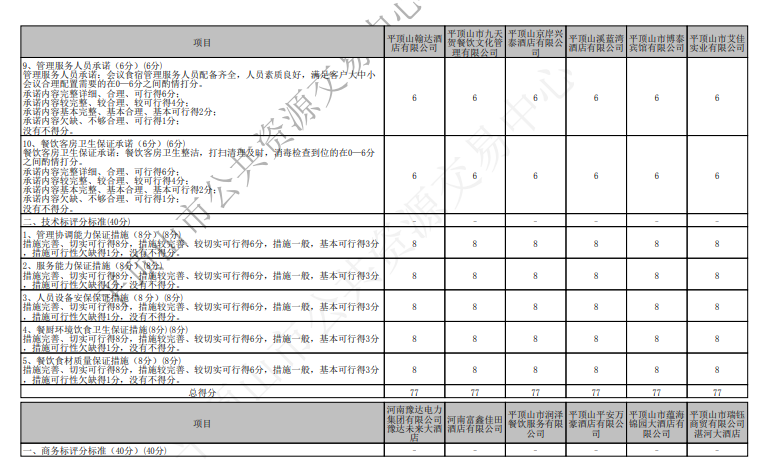 项目 平顶山翰达酒店有限公司 平顶山市九天贺餐饮文化管理有限公司 平顶山京岸兴泰酒店有限公司 平顶山溪蓝湾酒店有限公司 平顶山市博泰宾馆有限公司 平顶山市艾佳实业有限公司
9、管理服务人员承诺（6分）(6分)
管理服务人员承诺：会议食宿管理服务人员配备齐全，人员素质良好，满足客户大中小
会议合理配置需要的在0—6分之间酌情打分。
承诺内容完整详细、合理、可行得6分；
承诺内容较完整、较合理、较可行得4分；
承诺内容基本完整、基本合理、基本可行得2分；
承诺内容欠缺、不够合理、可行得1分；
没有不得分。
6 6 6 6 6 6
10、餐饮客房卫生保证承诺（6分）(6分)
餐饮客房卫生保证承诺：餐饮客房卫生整洁，打扫清理及时，消毒检查到位的在0—6分
之间酌情打分。
承诺内容完整详细、合理、可行得6分；
承诺内容较完整、较合理、较可行得4分；
承诺内容基本完整、基本合理、基本可行得2分；
承诺内容欠缺、不够合理、可行得1分；
没有不得分。
6 6 6 6 6 6
二、技术标评分标准(40分) - - - - - -
1、管理协调能力保证措施（8分）(8分)
措施完善、切实可行得8分，措施较完善、较切实可行得6分，措施一般，基本可行得3分
，措施可行性欠缺得1分，没有不得分。
8 8 8 8 8 8
2、服务能力保证措施（8分）(8分)
措施完善、切实可行得8分，措施较完善、较切实可行得6分，措施一般，基本可行得3分
，措施可行性欠缺得1分，没有不得分。
8 8 8 8 8 8
3、人员设备安保保证措施（８分）(8分)
措施完善、切实可行得8分，措施较完善、较切实可行得6分，措施一般，基本可行得3分
，措施可行性欠缺得1分，没有不得分。
8 8 8 8 8 8
4、餐厨环境饮食卫生保证措施(8分)(8分)
措施完善、切实可行得8分，措施较完善、较切实可行得6分，措施一般，基本可行得3分
，措施可行性欠缺得1分，没有不得分。
8 8 8 8 8 8
5、餐饮食材质量保证措施（8分）(8分)
措施完善、切实可行得8分，措施较完善、较切实可行得6分，措施一般，基本可行得3分
，措施可行性欠缺得1分，没有不得分。
8 8 8 8 8 8
总得分 77 77 77 77 77 77
项目 河南豫达电力集团有限公司豫达未来大酒店 河南富鑫佳田酒店有限公司 平顶山市润泽餐饮服务有限公司 平顶山平安万豪酒店有限公司 平顶山市蕴海锦园大酒店有限公司 平顶山市瑞钰商贸有限公司湛河大酒店
一、商务标评分标准（40分）(40分) - - - - - -